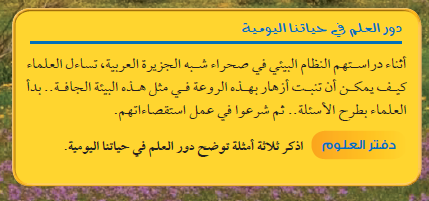 دور العلم في حياتنا اليومية
أثناء دراستهم النظام البيئي في صحراء شبه الجزيرة العربية، تساءل العلماء
كيف يمكن أن تنبت أزهار بهذه الروعة في مثل هذه البيئة الجافة.. بدأ
العلماء بطرح الأسئلة.. ثم شرعوا في عمل استقصاءاتهم.
دفتر العلوم اذكر ثلاثة أمثلة توضح دور العلم في حياتنا اليومية.